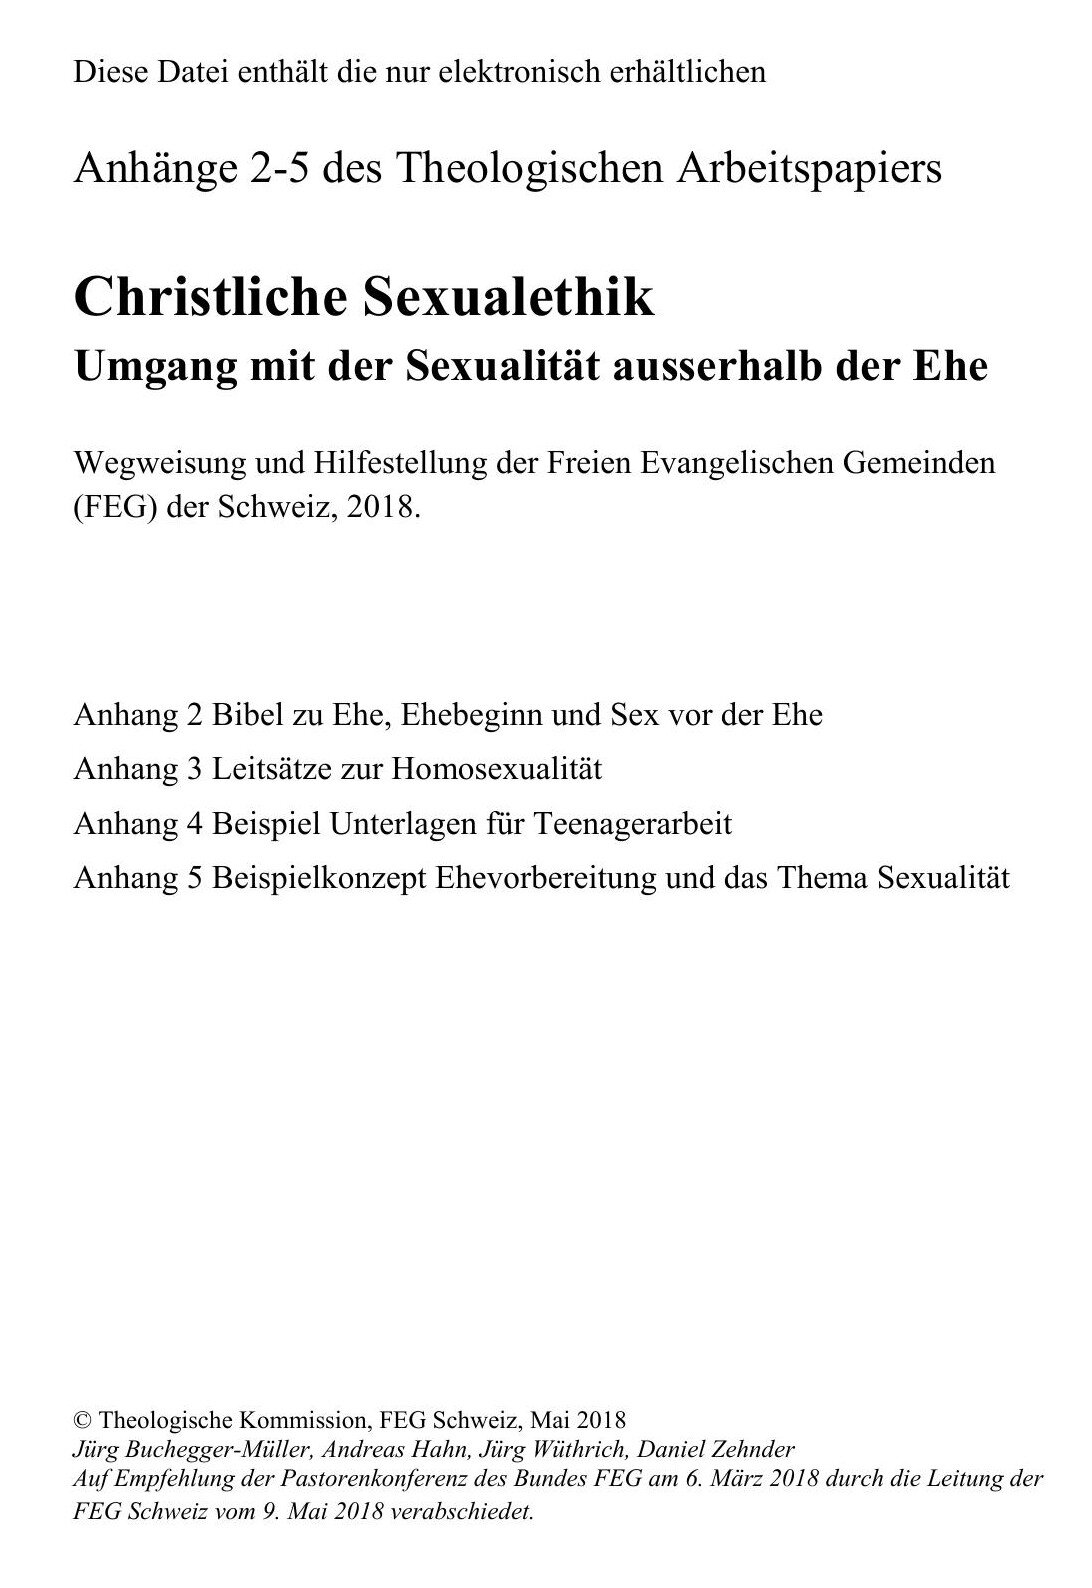 Diese Datei enthält die nur elektronisch erhältlichen
Anhänge 2-5 des Theologischen Arbeitspapiers
Christliche Sexualethik
Umgang mit der Sexualität ausserhalb der Ehe
Wegweisung und Hilfestellung der Freien Evangelischen Gemeinden
(FEG) der Schweiz, 2018.
Anhang 2 Bibel zu Ehe, Ehebeginn und Sex vor der Ehe
Anhang 3 Leitsätze zur Homosexualität
Anhang 4 Beispiel Unterlagen für Teenagerarbeit
Anhang 5 Beispielkonzept Ehevorbereitung und das Thema Sexualität
© Theologische Kommission, FEG Schweiz, Mai 2018
Jürg Buchegger-Müller, Andreas Hahn, Jürg Wüthrich, Daniel Zehnder
Auf Empfehlung der Pastorenkonferenz des Bundes FEG am 6. März 2018 durch die Leitung der
FEG Schweiz vom 9. Mai 2018 verabschiedet.